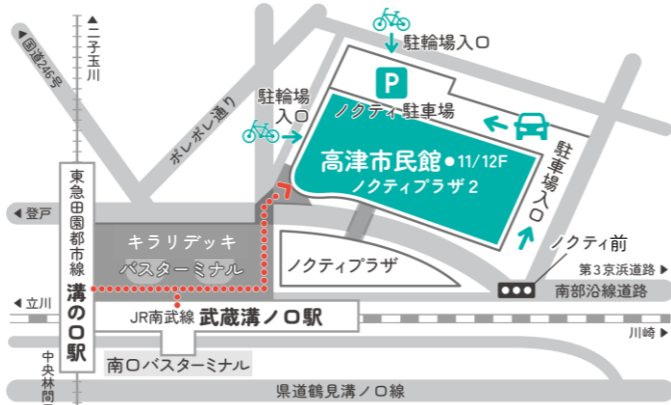 ▲二子玉川
◀国道246号
ポレポレ通り
駐輪場入口
駐輪場
入口
P
ノクティ駐車場
駐車場入口
高津市民館●11/12F
ノクティプラザ2
東急田園都市線
溝の口駅
◀登戸
キラリデッキ
バスターミナル
ノクティプラザ
ノクティ前
第3京浜道路▶
南部沿線道路
◀立川
JR南武線 武蔵溝ノ口駅
川崎▶
南口バスターミナル
中央林間
県道鶴見溝ノ口線